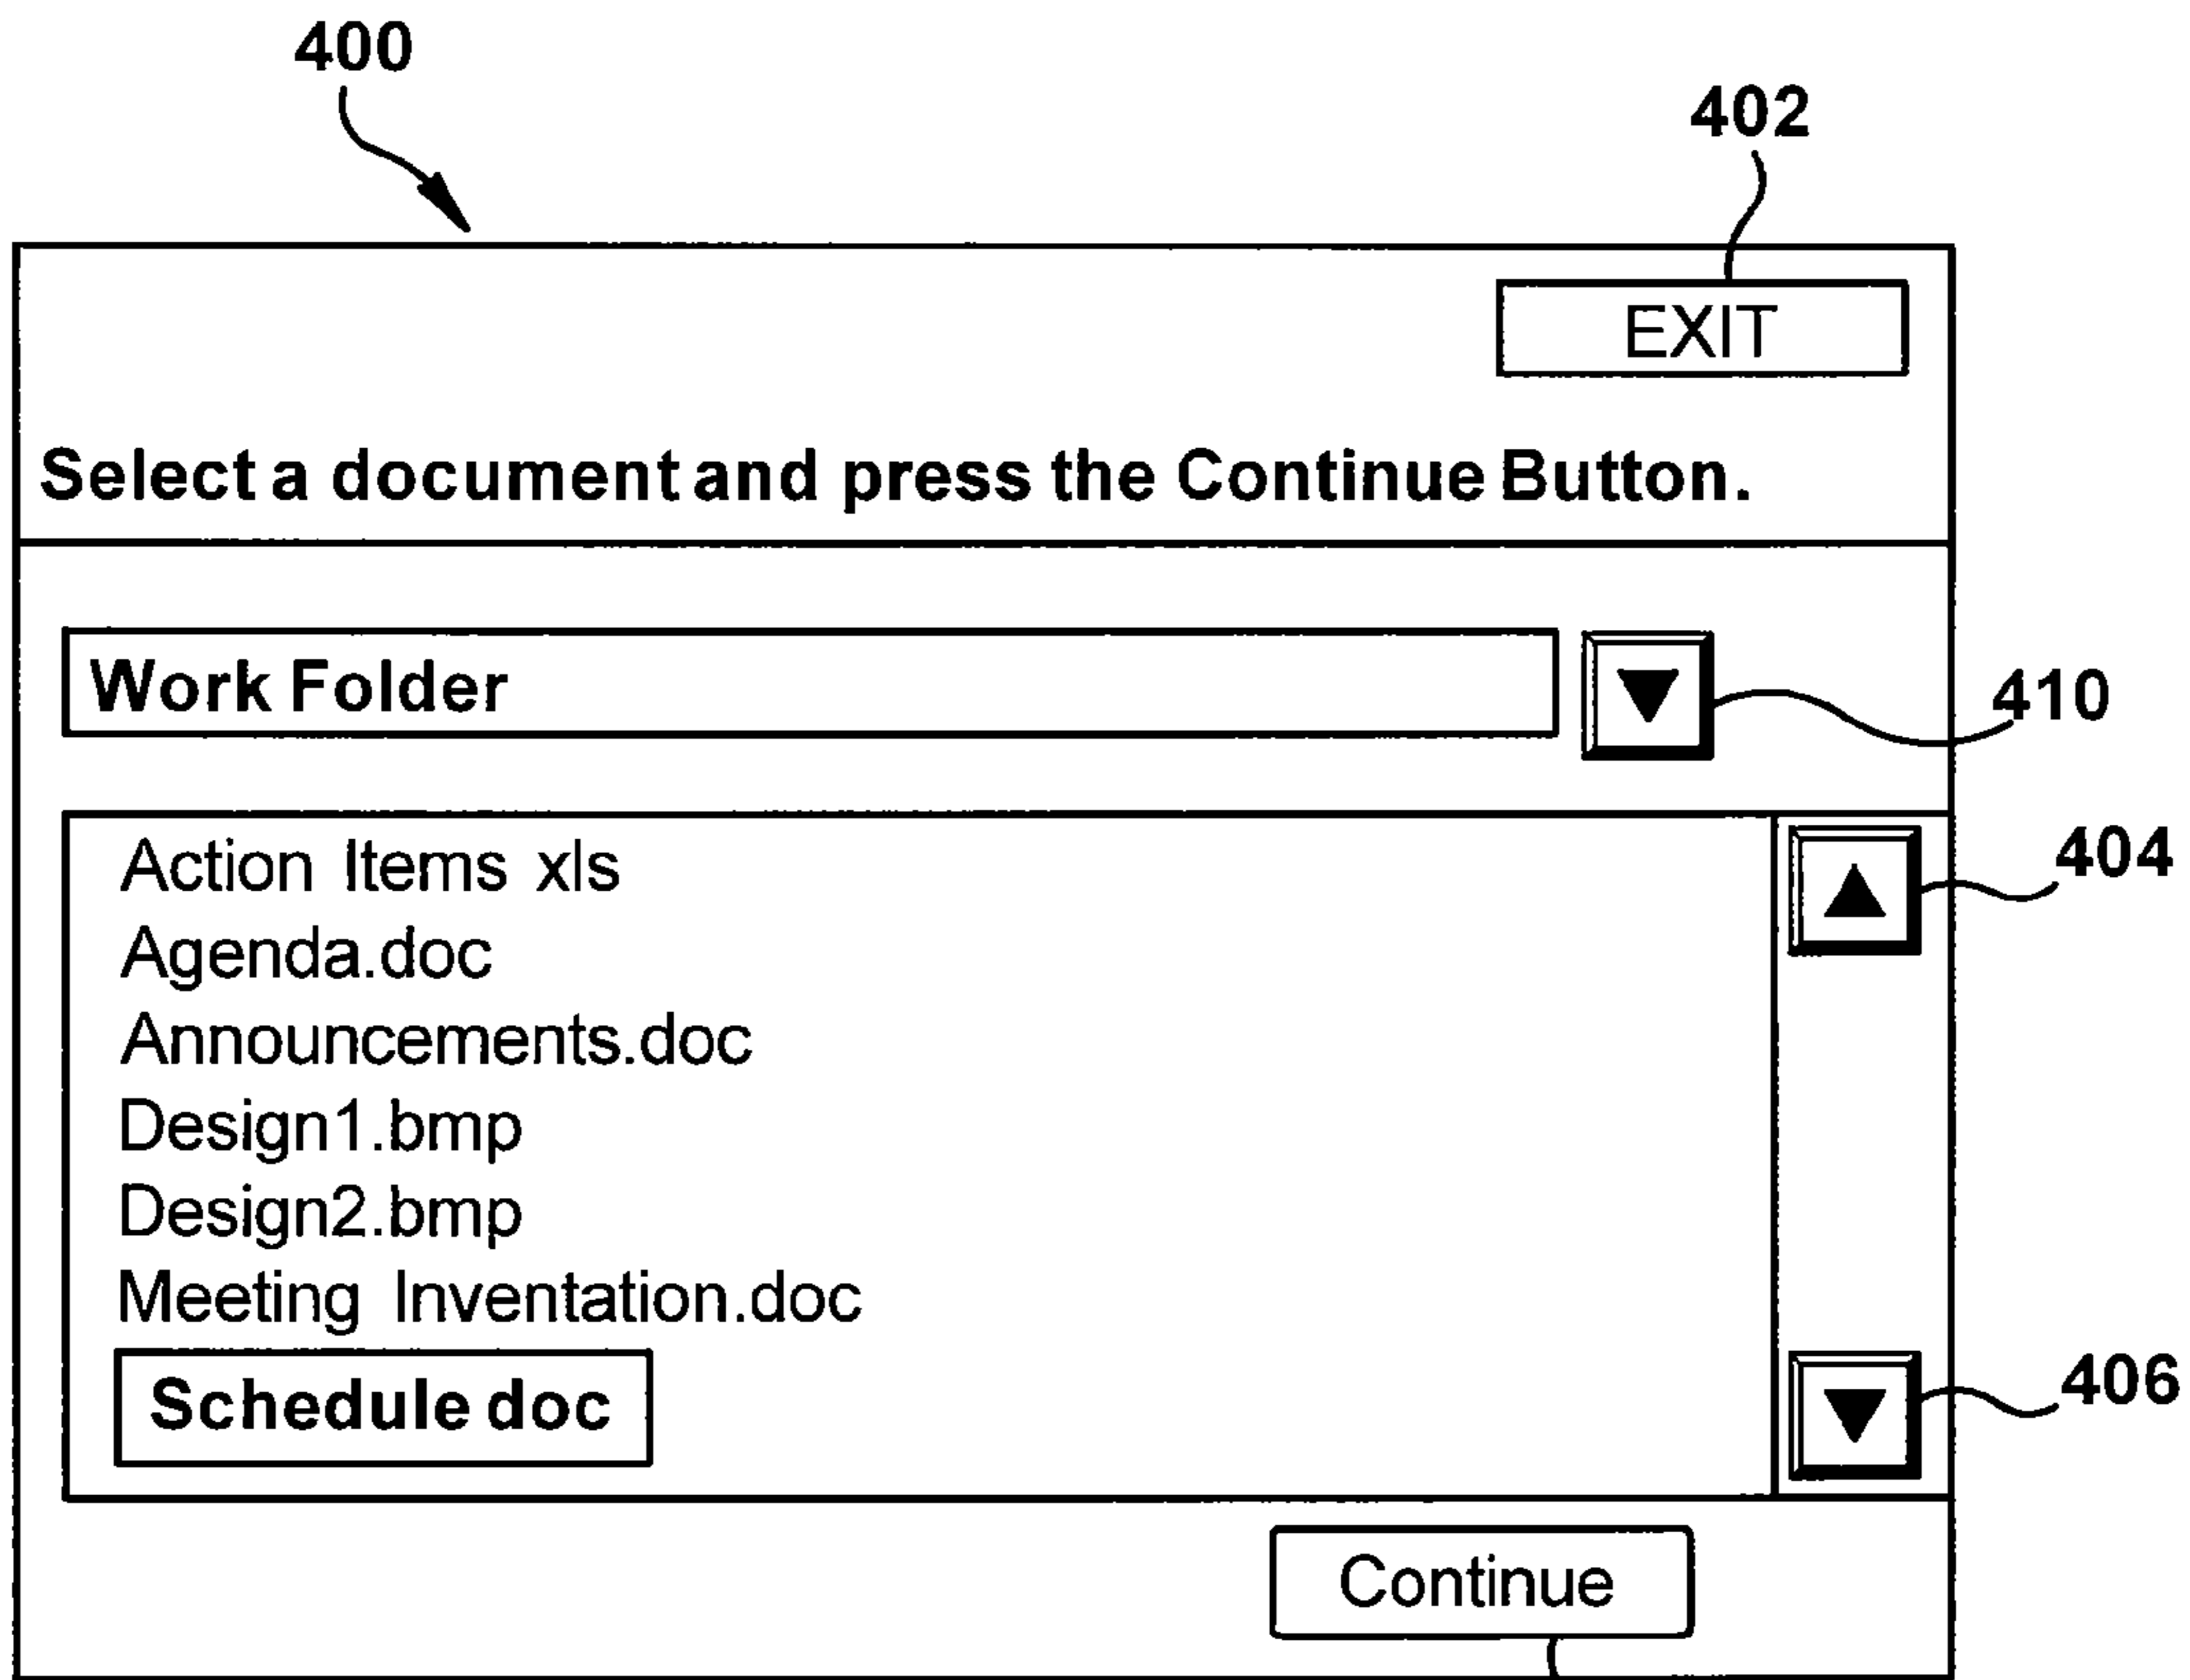 400
402
EXIT
Select a document and press the Continue Button.
Work Folder
410
Action Items xls
404
Agenda.doc
Announcements.doc
Design1.bmp
Design2.bmp
Meeting Inventation.doc
Schedule doc
406
Continue